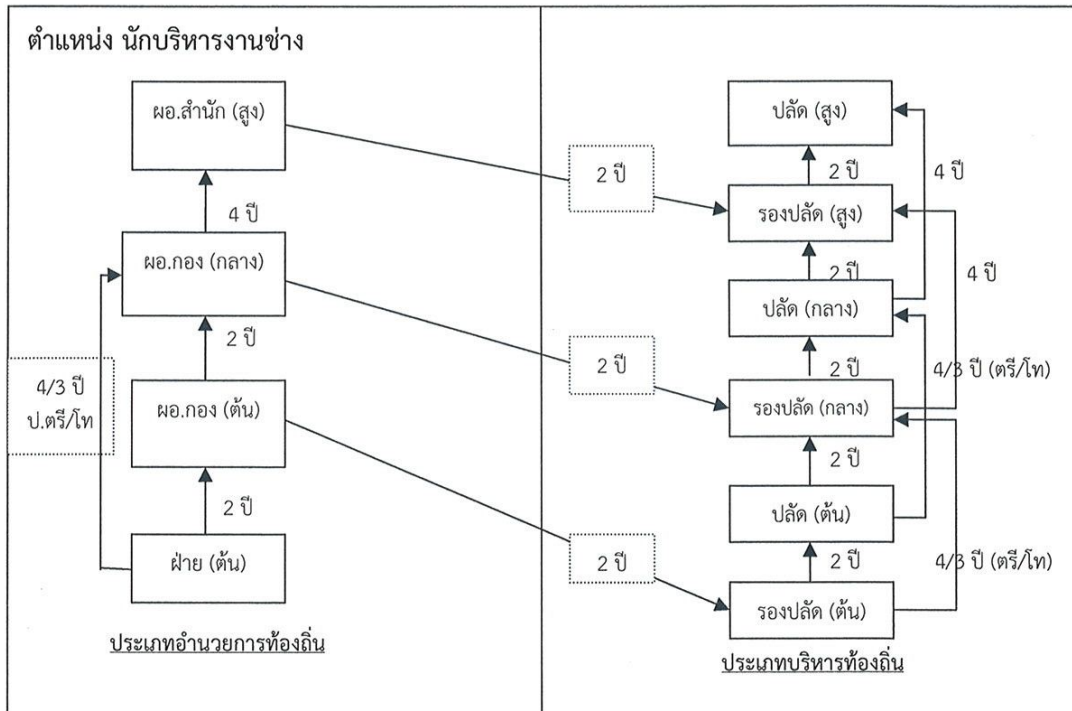 ตำแหน่ง นักบริหารงานช่าง
ผอ.สำนัก (สูง)
4 ปี
ผอ.กอง (กลาง)
2 ปี
4/3 ปี
ป.ตรี/โท
ผอ.กอง (ต้น)
2 ปี
ฝ่าย (ต้น)
ประเภทอำนวยการท้องถิ่น
2 ปี
2 ปี
2 ปี
ปลัด (สูง)
2 ปี
4 ปี
รองปลัด (สูง)
2 ปี
4 ปี
ปลัด (กลาง)
2 ปี
4/3 ปี (ตรี/โท)
รองปลัด (กลาง)
2 ปี
ปลัด (ต้น)
2 ปี
4/3 ปี (ตรี/โท)
รองปลัด (ต้น)
ประเภทบริหารท้องถิ่น